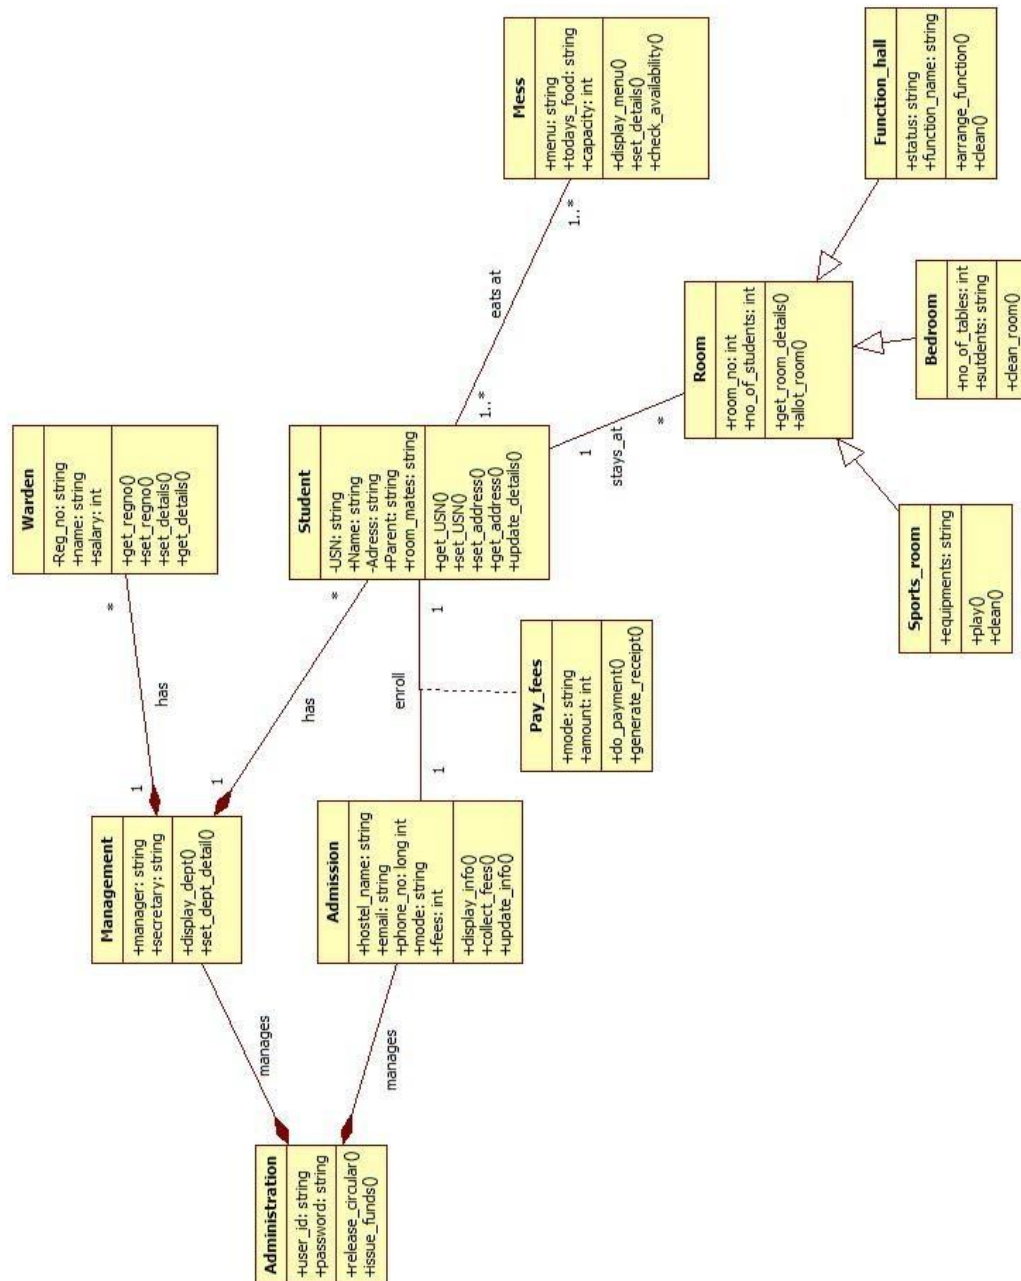 Administration
+user_id: string
+password: string
+release_circular()
+issue_funds()
manages
manages
Management
+manager: string
+secretary: string
+display_dept()
+set_dept_detail()
Admission
+hostel_name: string
+email: string
+phone_no: long int
+mode: string
+fees: int
+display_info()
+collect_fees()
+update_info()
1
has
*
1
has
*
1
enroll
1
Pay_fees
+mode: string
+amount: int
+do_payment()
+generate_receipt()
Warden
-Reg_no: string
+name: string
+salary: int
+get_regno()
+set_regno()
+set_details()
+get_details()
Student
-USN: string
+Name: string
-Adress: string
+Parent: string
+room_mates: string
+get_USN()
+set_USN()
+set_address()
+get_address()
+update_details()
1..*
eats at
1..*
1
stays_at
*
Mess
+menu: string
+todays_food: string
+capacity: int
+display_menu()
+set_details()
+check_availability()
Room
+room_no: int
+no_of_students: int
+get_room_details()
+allot_room()
Sports_room
+equipments: string
+play()
+clean()
Bedroom
+no_of_tables: int
+sutdents: string
+clean_room()
Function_hall
+status: string
+function_name: string
+arrange_function()
+clean()